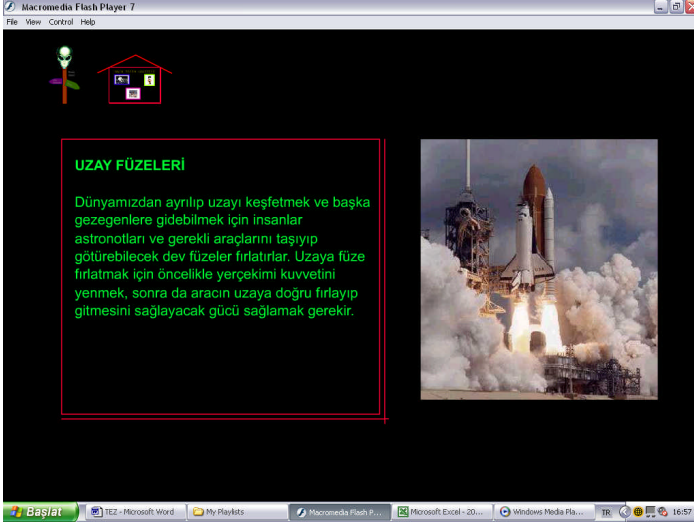 Macromedia Flash Player 7
File View Control Help
UZAY FÜZELERİ
Dünyamızdan ayrılıp uzayı keşfetmek ve başka
gezegenlere gidebilmek için insanlar
astronotları ve gerekli araçlarını taşıyıp
götürebilecek dev füzeler fırlatırlar. Uzaya füze
fırlatmak için öncelikle yerçekimi kuvvetini
yenmek, sonra da aracın uzaya doğru fırlayıp
gitmesini sağlayacak gücü sağlamak gerekir.
USA
Başlat TEZ - Microsoft Word My Playlists Macromedia Flash P... Microsoft Excel - 20... Windows Media Pla... TR 16:57